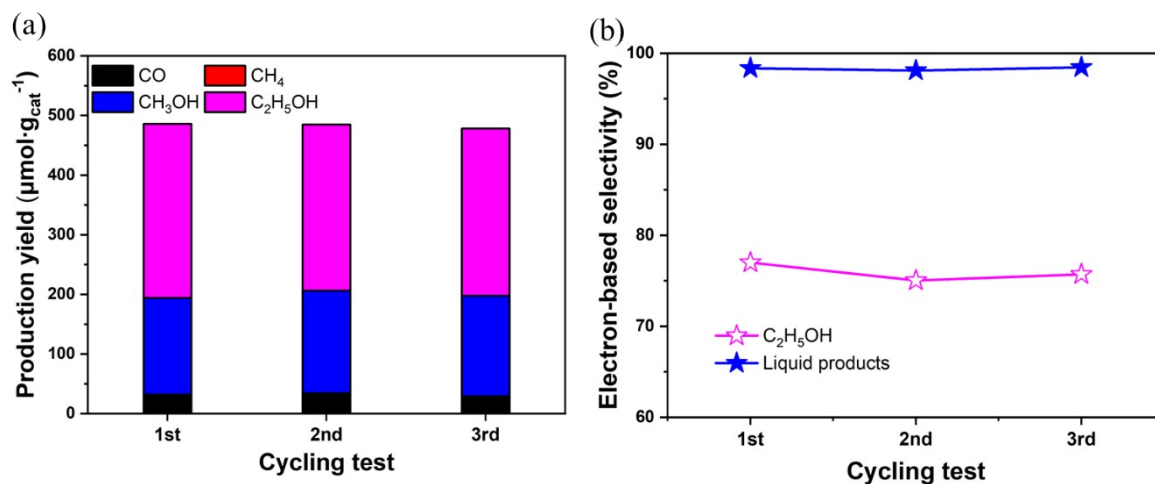 (a)
Production yield (μmol·g_cat⁻¹)
600
500
400
300
200
100
0
CO CH₄
CH₃OH C₂H₅OH
1st 2nd 3rd
Cycling test
(b)
Electron-based selectivity (%)
100
90
80
70
60
C₂H₅OH
Liquid products
1st 2nd 3rd
Cycling test